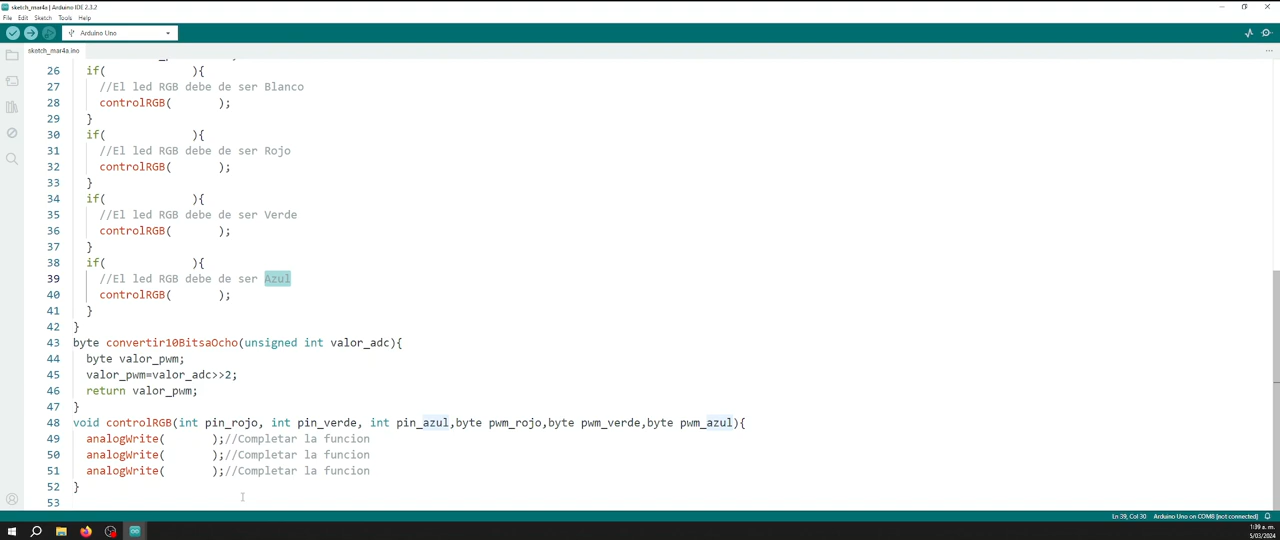 sketch_mar4a | Arduino IDE 2.3.2
File Edit Sketch Tools Help
Arduino Uno
sketch_mar4a.ino
26 if( ){
27 //El led RGB debe de ser Blanco
28 controlRGB( );
29 }
30 if( ){
31 //El led RGB debe de ser Rojo
32 controlRGB( );
33 }
34 if( ){
35 //El led RGB debe de ser Verde
36 controlRGB( );
37 }
38 if( ){
39 //El led RGB debe de ser Azul
40 controlRGB( );
41 }
42 }
43 byte convertir10BitsaOcho(unsigned int valor_adc){
44 byte valor_pwm;
45 valor_pwm=valor_adc>>2;
46 return valor_pwm;
47 }
48 void controlRGB(int pin_rojo, int pin_verde, int pin_azul,byte pwm_rojo,byte pwm_verde,byte pwm_azul){
49 analogWrite( );//Completar la funcion
50 analogWrite( );//Completar la funcion
51 analogWrite( );//Completar la funcion
52 }
53
Ln 39, Col 30 Arduino Uno on COM8 [not connected]
1:39 a. m.
5/03/2024